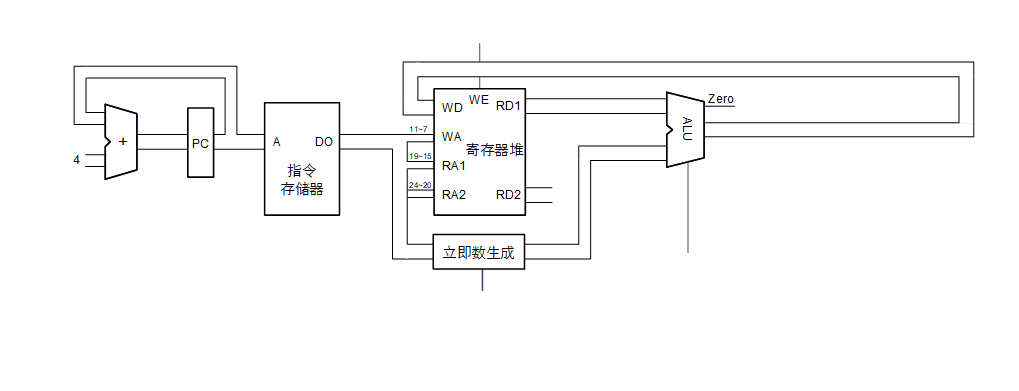 WE
Zero
WD
RD1
11~7
ALU
+
PC
A
DO
WA
寄存器堆
4
19~15
RA1
指令
存储器
24~20
RA2
RD2
立即数生成